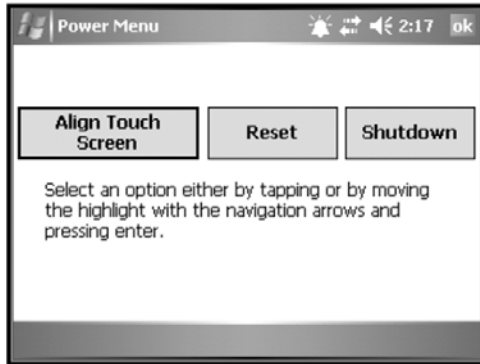 Power Menu 2:17 ok
Align Touch
Screen
Reset
Shutdown
Select an option either by tapping or by moving
the highlight with the navigation arrows and
pressing enter.